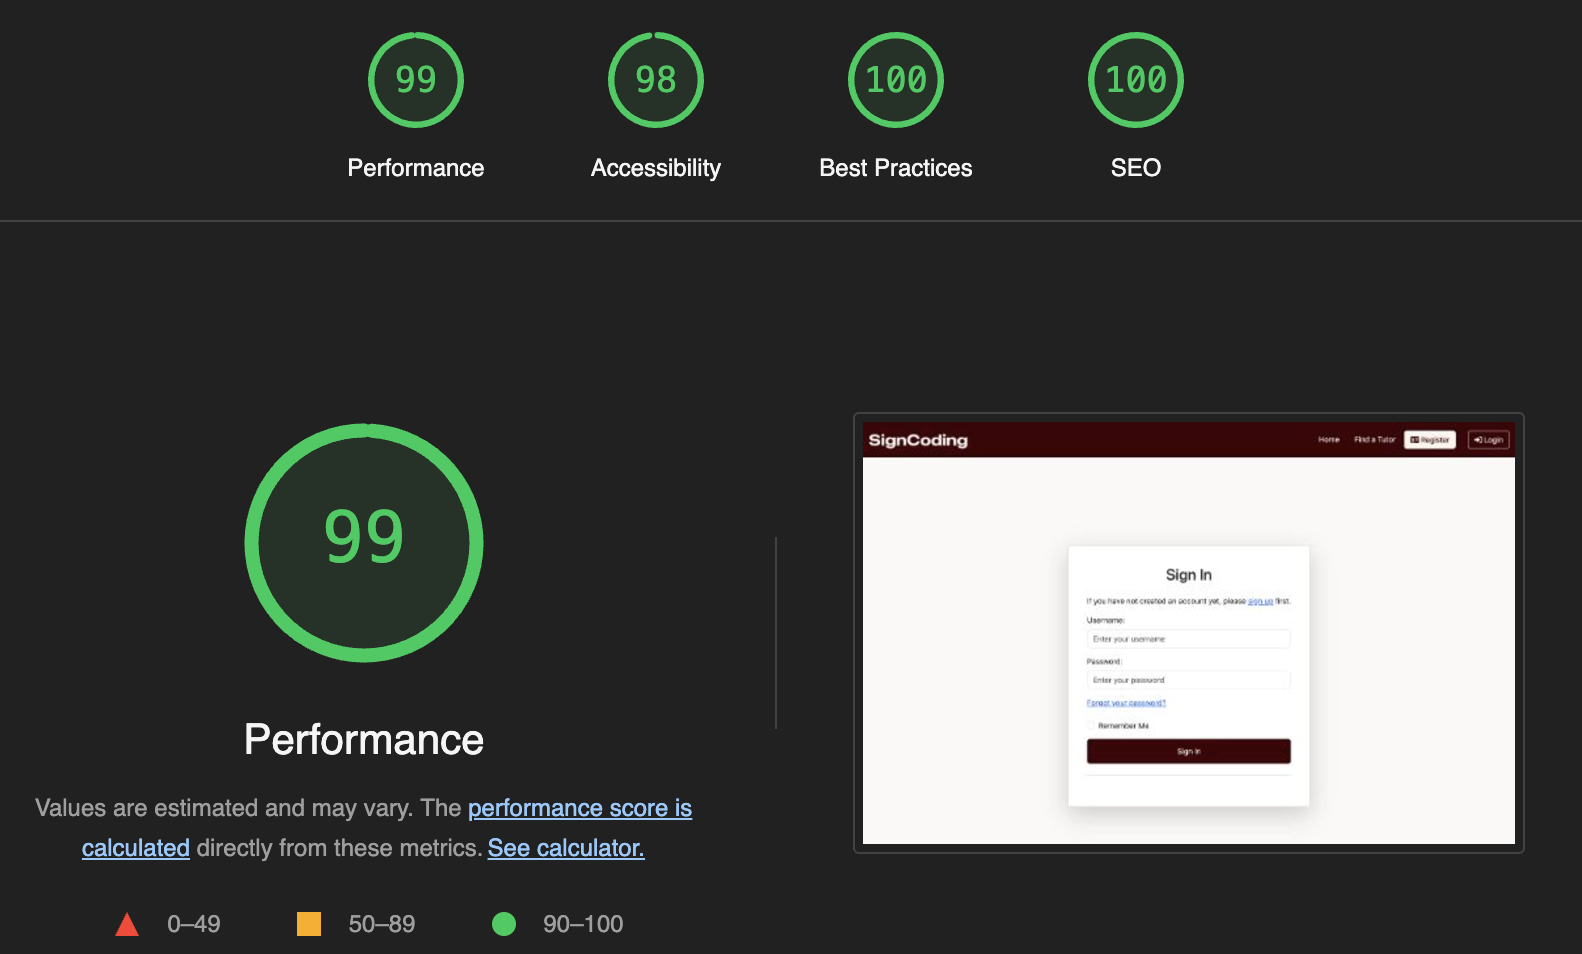 99
98
100
100
Performance
Accessibility
Best Practices
SEO
99
Performance
Values are estimated and may vary. The performance score is
calculated directly from these metrics. See calculator.
0–49
50–89
90–100
SignCoding
Home
Find a Tutor
Register
Login
Sign In
If you have not created an account yet, please sign up first.
Username:
Enter your username
Password:
Enter your password
Forgot your password?
Remember Me
Sign In